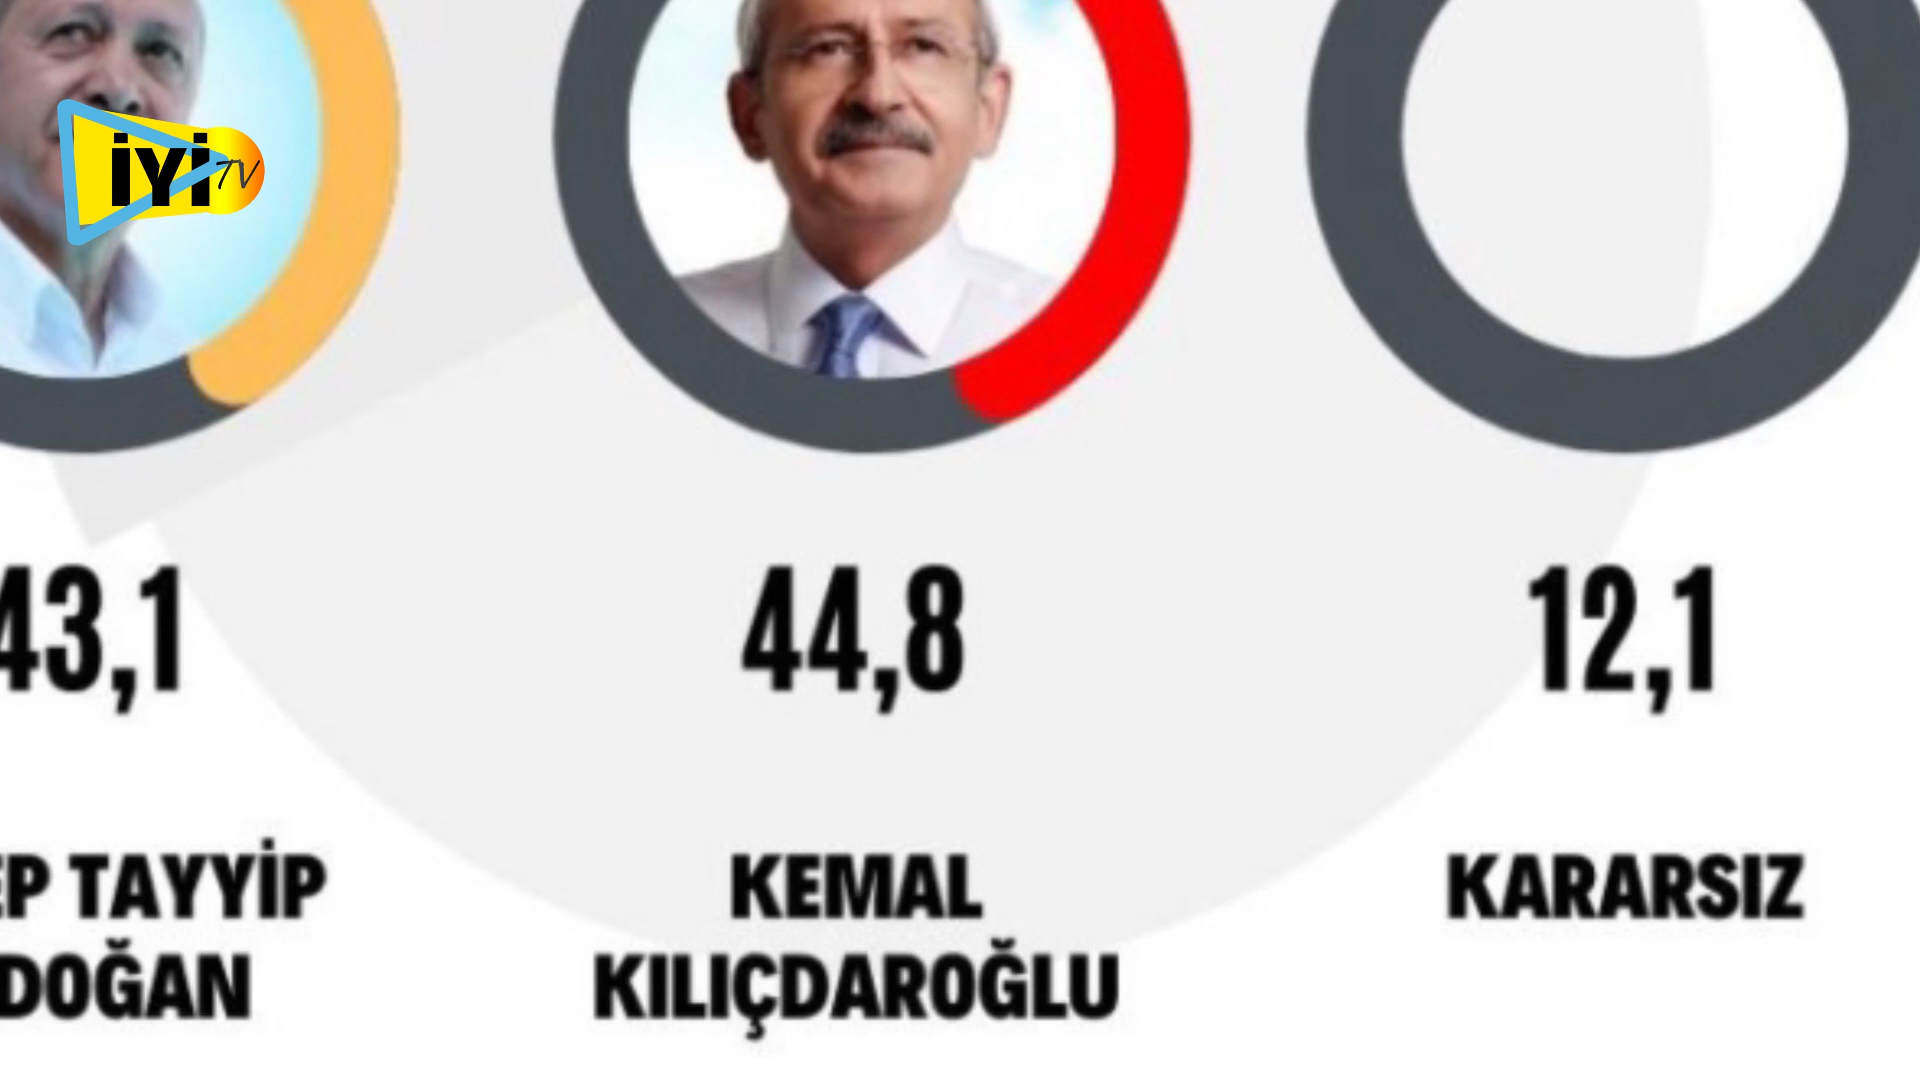 İYİ TV
43,1
44,8
12,1
EP TAYYİP
DOĞAN
KEMAL
KILIÇDAROĞLU
KARARSIZ